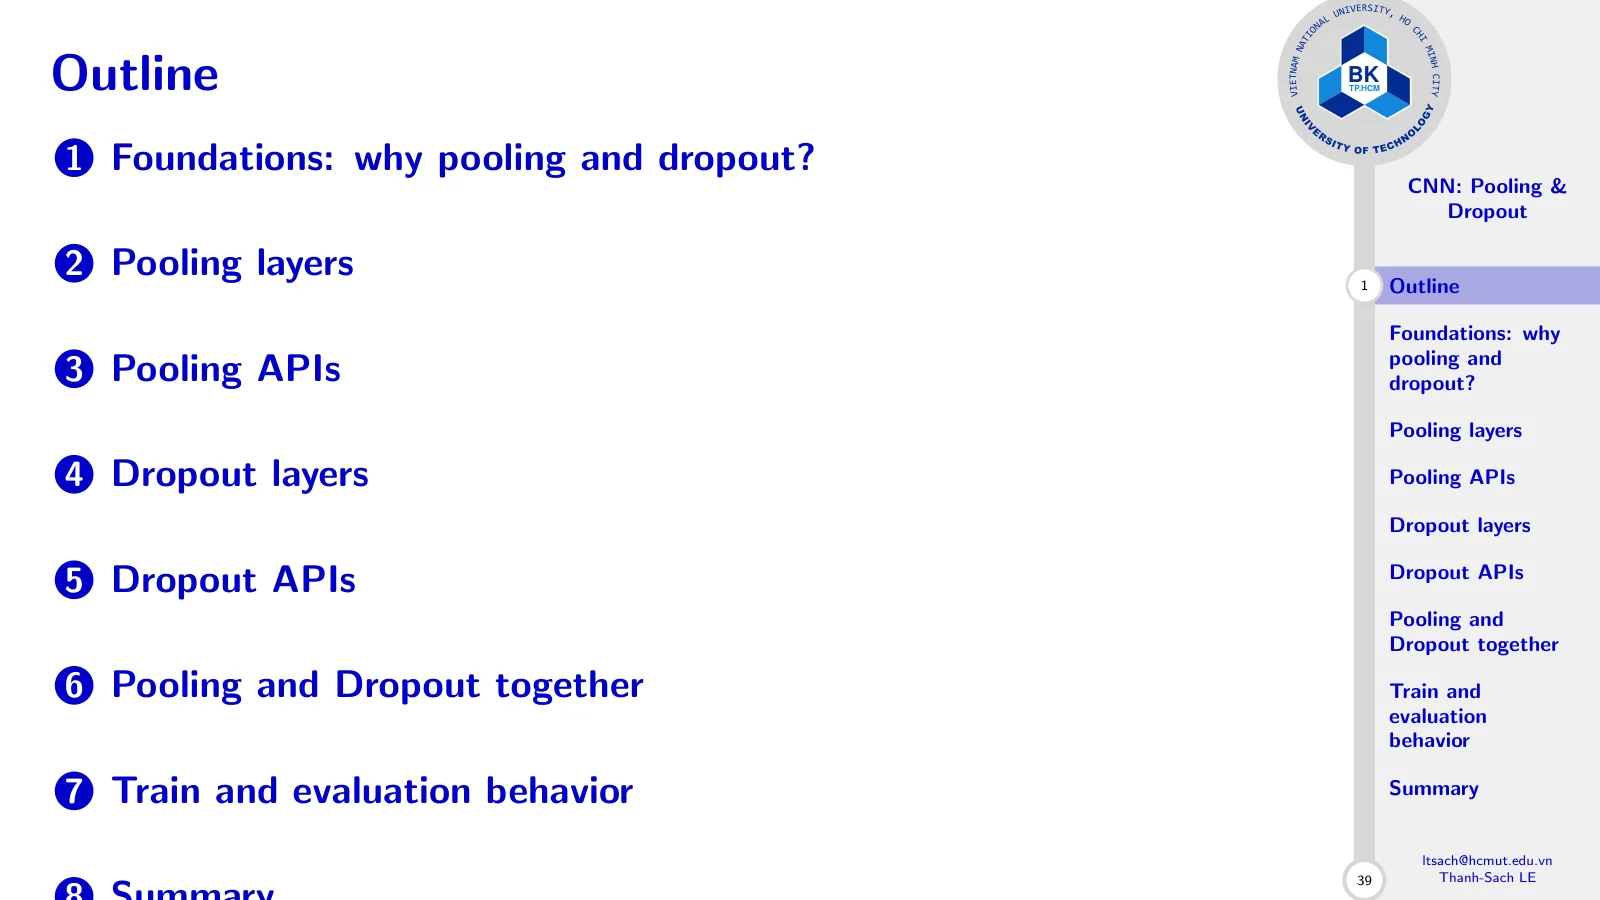 Outline
1 Foundations: why pooling and dropout?
2 Pooling layers
3 Pooling APIs
4 Dropout layers
5 Dropout APIs
6 Pooling and Dropout together
7 Train and evaluation behavior
8 Summary
VIETNAM NATIONAL UNIVERSITY, HO CHI MINH CITY
BK
TP.HCM
UNIVERSITY OF TECHNOLOGY
CNN: Pooling &
Dropout
1 Outline
Foundations: why
pooling and
dropout?
Pooling layers
Pooling APIs
Dropout layers
Dropout APIs
Pooling and
Dropout together
Train and
evaluation
behavior
Summary
39
ltsach@hcmut.edu.vn
Thanh-Sach LE